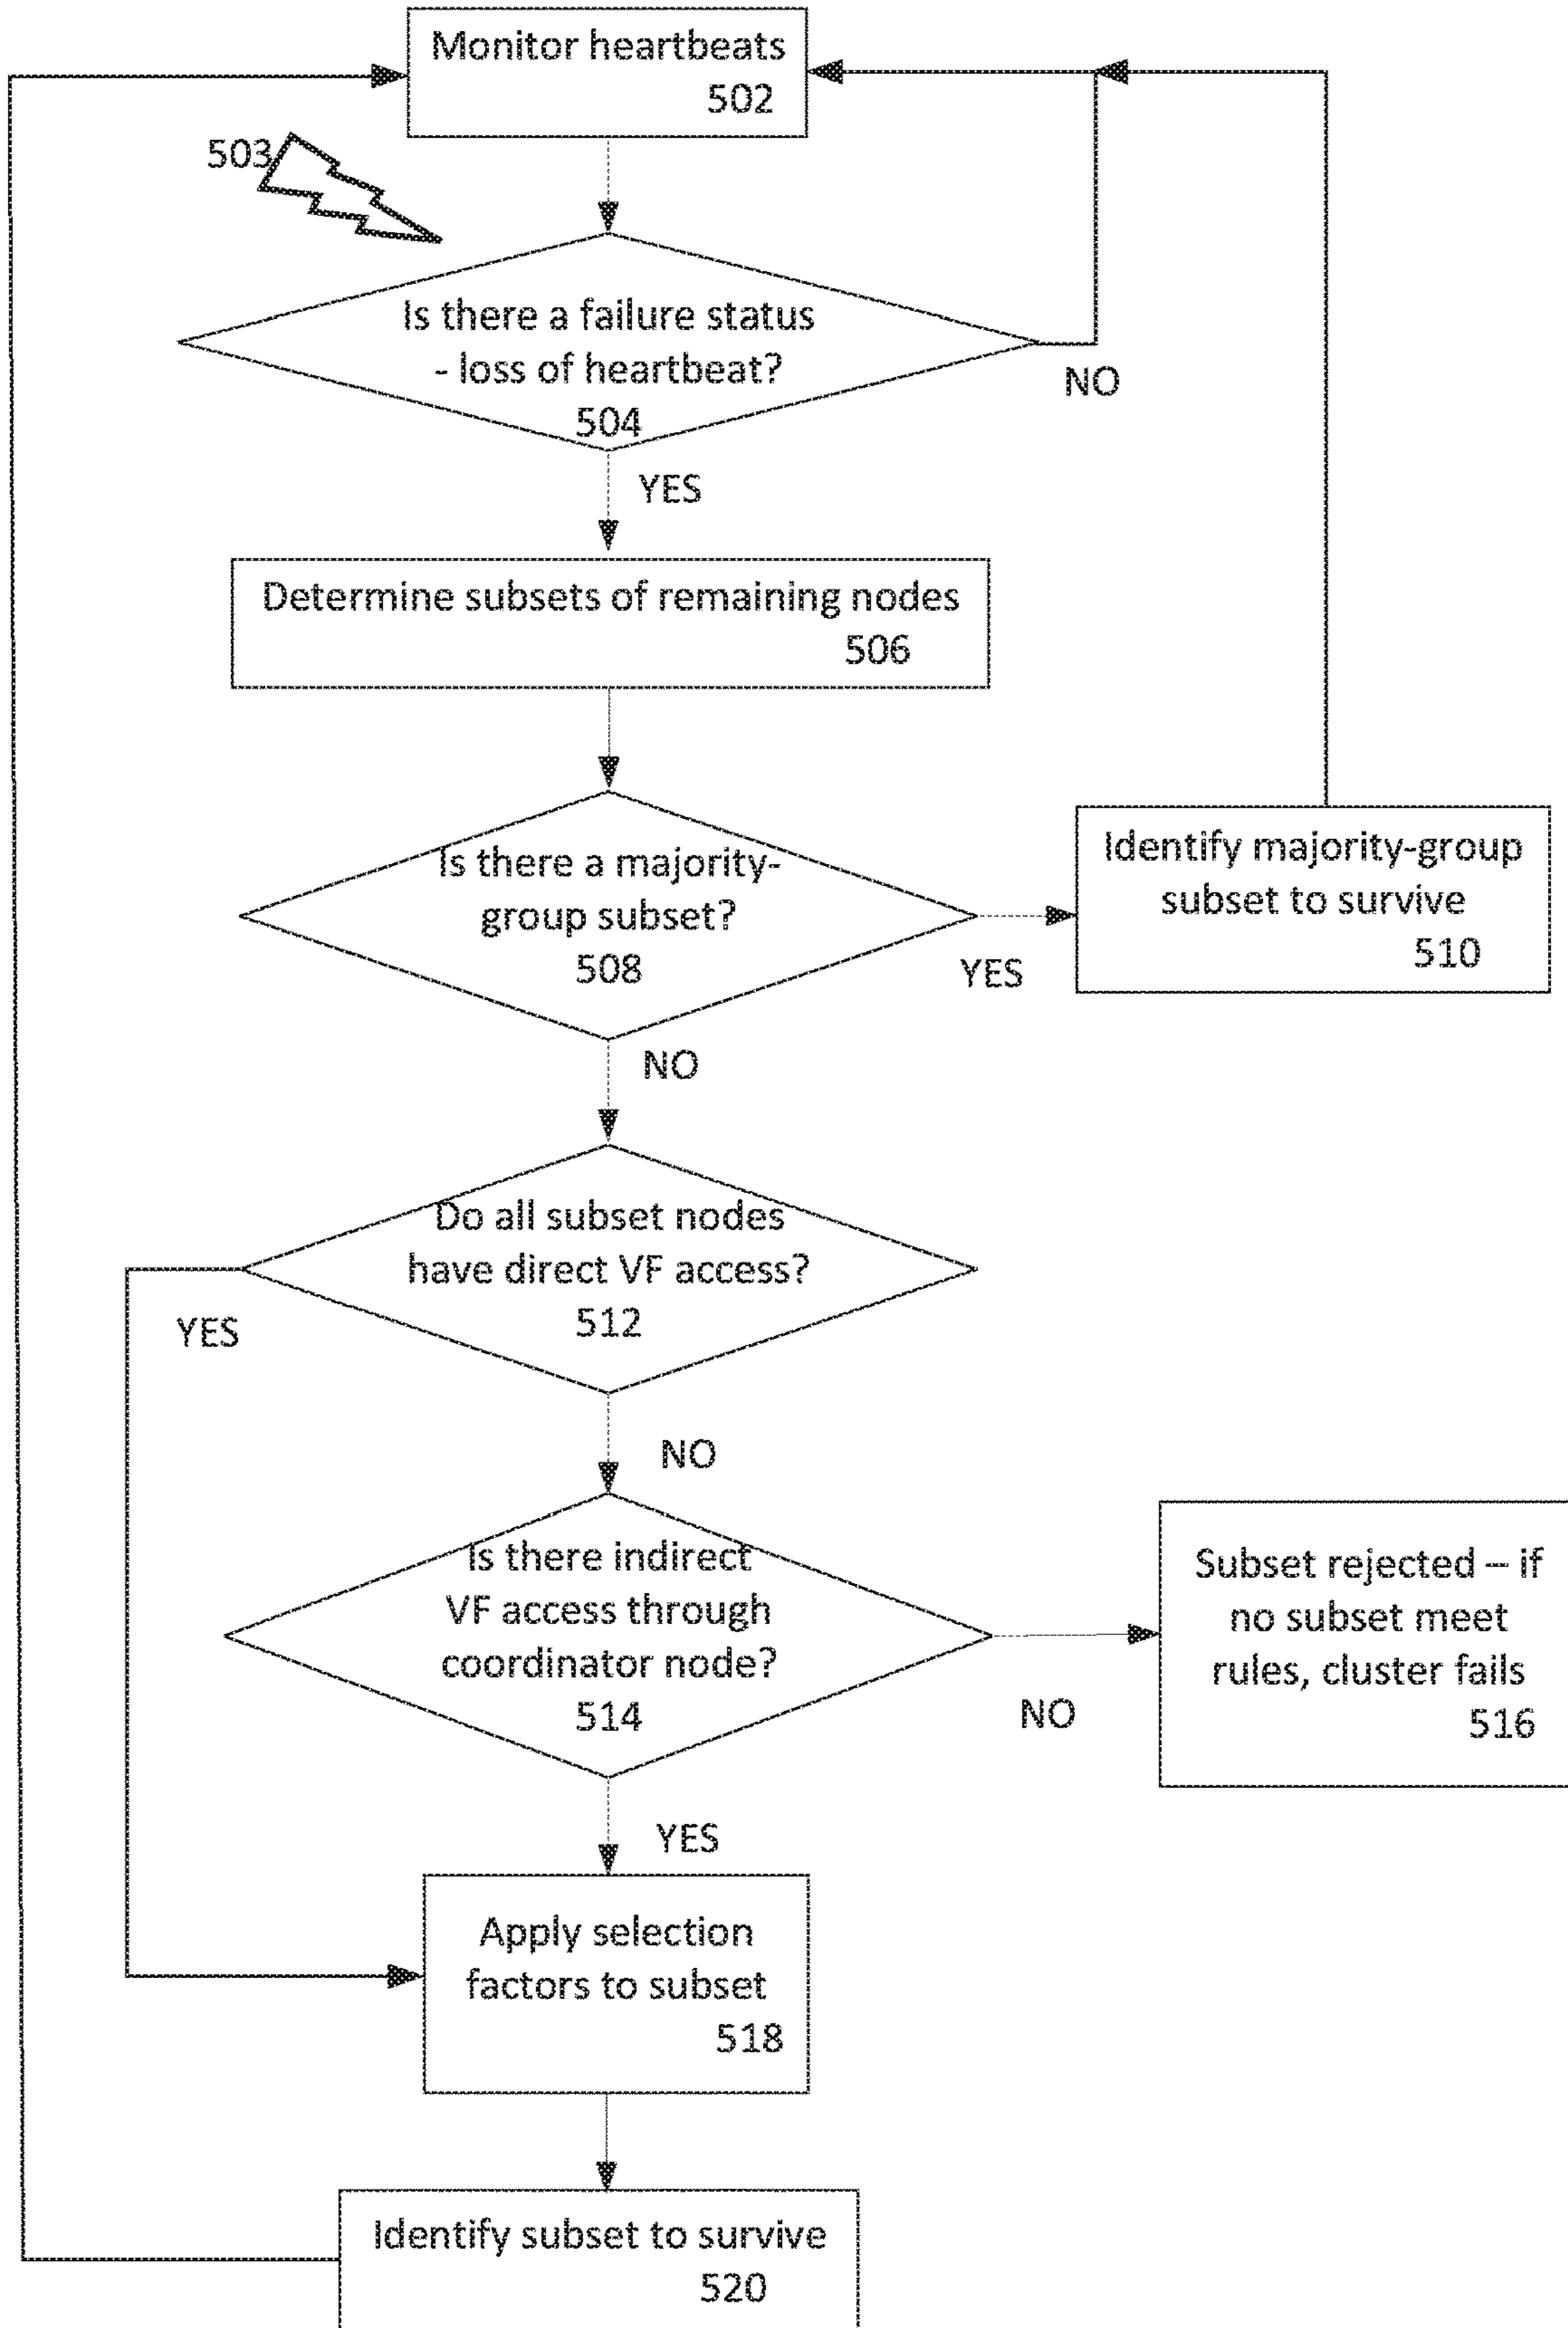 Monitor heartbeats
502
503
Is there a failure status
- loss of heartbeat?
504
NO
YES
Determine subsets of remaining nodes
506
Is there a majority-
group subset?
508
YES
Identify majority-group
subset to survive
510
NO
Do all subset nodes
have direct VF access?
512
YES
NO
Is there indirect
VF access through
coordinator node?
514
NO
Subset rejected – if
no subset meet
rules, cluster fails
516
YES
Apply selection
factors to subset
518
Identify subset to survive
520